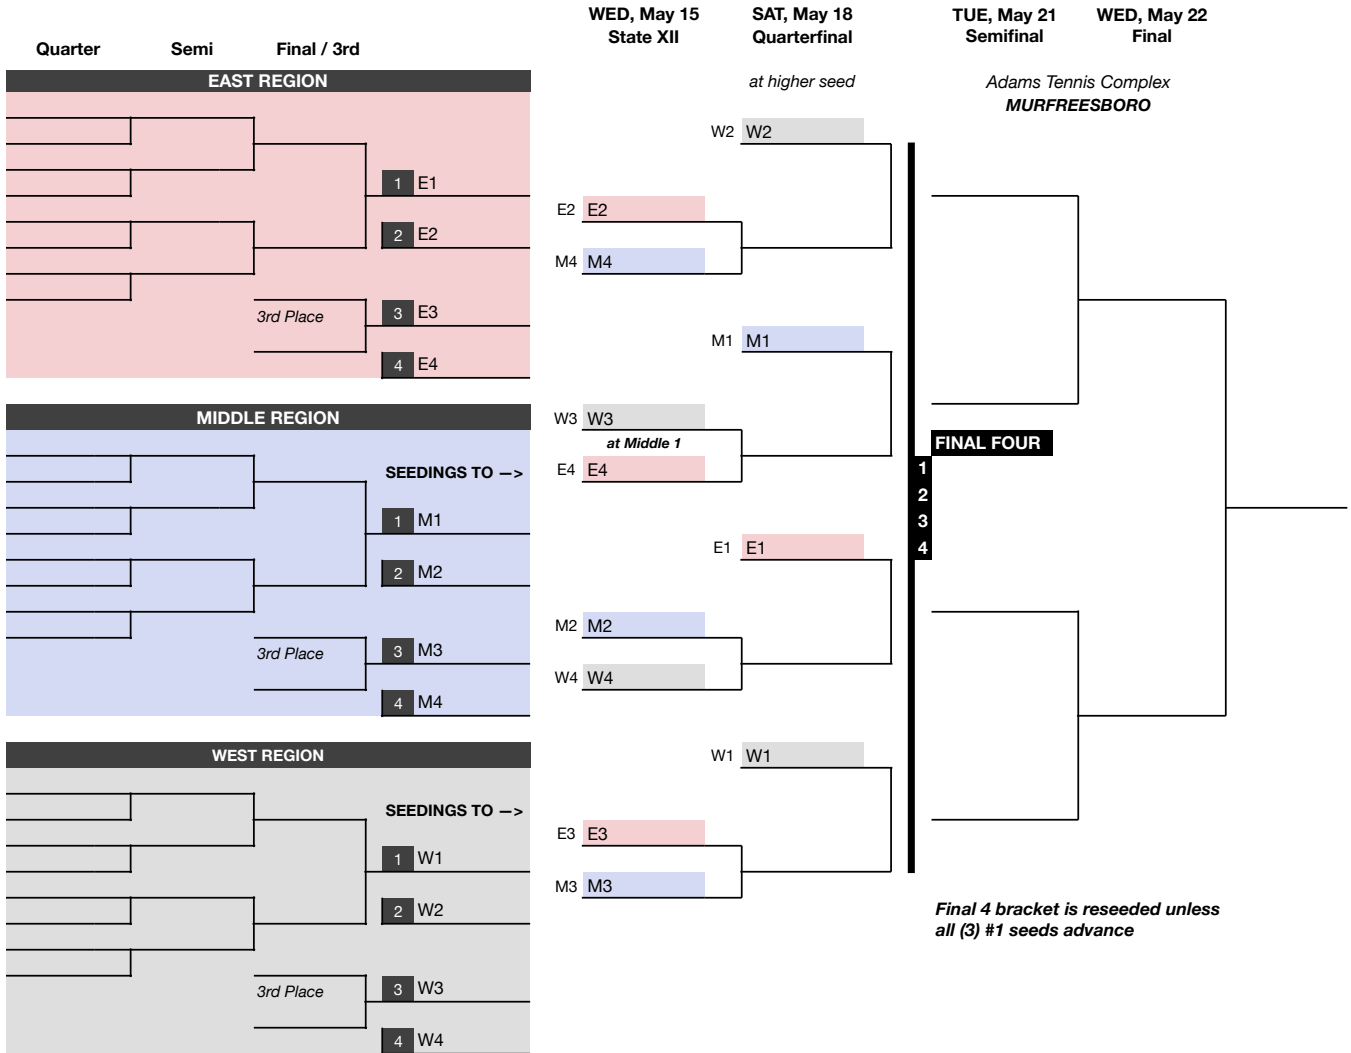 WED, May 15
State XII
SAT, May 18
Quarterfinal
TUE, May 21
Semifinal
WED, May 22
Final
Quarter
Semi
Final / 3rd
at higher seed
Adams Tennis Complex
MURFREESBORO
EAST REGION
1 E1
2 E2
3rd Place
3 E3
4 E4
MIDDLE REGION
SEEDINGS TO —>
1 M1
2 M2
3rd Place
3 M3
4 M4
WEST REGION
SEEDINGS TO —>
1 W1
2 W2
3rd Place
3 W3
4 W4
E2 E2
M4 M4
W3 W3
at Middle 1
E4 E4
M2 M2
W4 W4
E3 E3
M3 M3
W2 W2
M1 M1
E1 E1
W1 W1
FINAL FOUR
1
2
3
4
Final 4 bracket is reseeded unless
all (3) #1 seeds advance